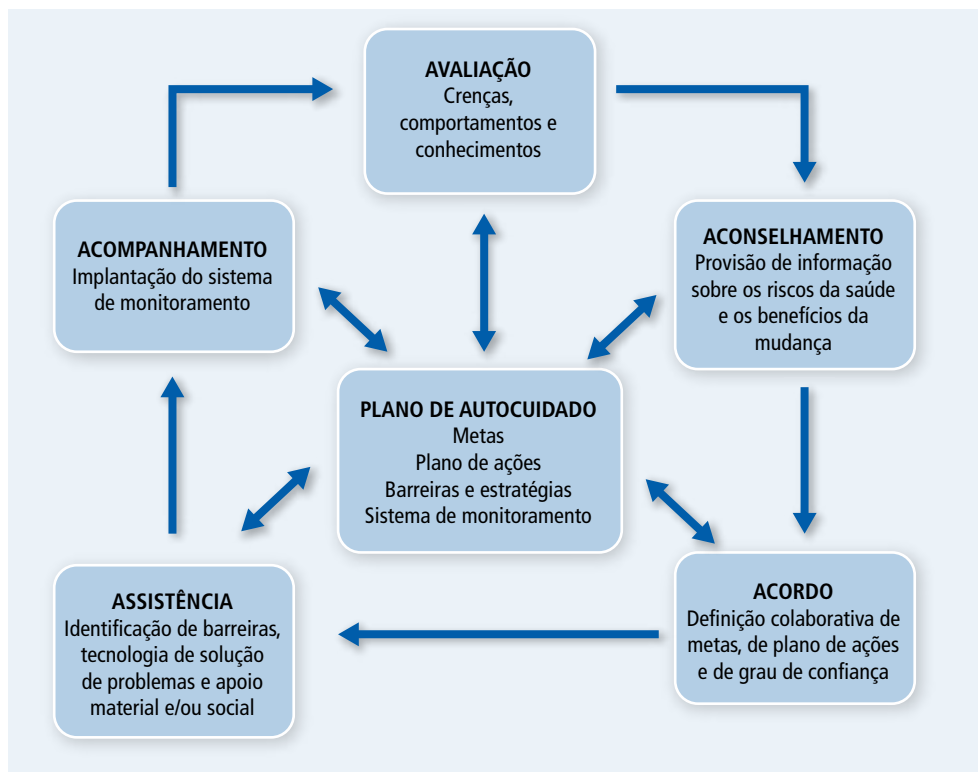 AVALIAÇÃO
Crenças,
comportamentos e
conhecimentos
ACOMPANHAMENTO
Implantação do sistema
de monitoramento
ACONSELHAMENTO
Provisão de informação
sobre os riscos da saúde
e os benefícios da
mudança
PLANO DE AUTOCUIDADO
Metas
Plano de ações
Barreiras e estratégias
Sistema de monitoramento
ASSISTÊNCIA
Identificação de barreiras,
tecnologia de solução
de problemas e apoio
material e/ou social
ACORDO
Definição colaborativa de
metas, de plano de ações
e de grau de confiança